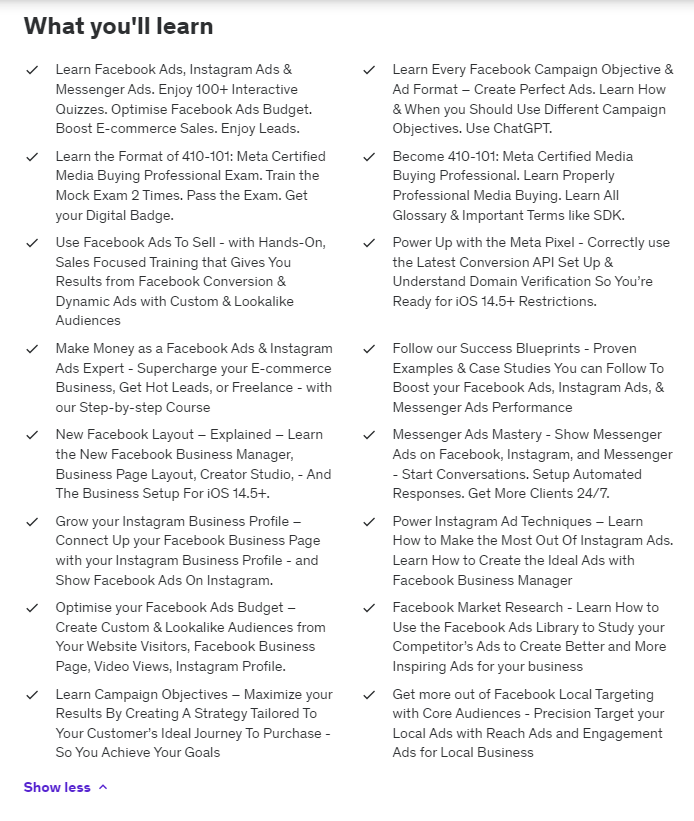 What you'll learn
Learn Facebook Ads, Instagram Ads &
Messenger Ads. Enjoy 100+ Interactive
Quizzes. Optimise Facebook Ads Budget.
Boost E-commerce Sales. Enjoy Leads.
Learn Every Facebook Campaign Objective &
Ad Format – Create Perfect Ads. Learn How
& When you Should Use Different Campaign
Objectives. Use ChatGPT.
Learn the Format of 410-101: Meta Certified
Media Buying Professional Exam. Train the
Mock Exam 2 Times. Pass the Exam. Get
your Digital Badge.
Become 410-101: Meta Certified Media
Buying Professional. Learn Properly
Professional Media Buying. Learn All
Glossary & Important Terms like SDK.
Use Facebook Ads To Sell - with Hands-On,
Sales Focused Training that Gives You
Results from Facebook Conversion &
Dynamic Ads with Custom & Lookalike
Audiences
Power Up with the Meta Pixel - Correctly use
the Latest Conversion API Set Up &
Understand Domain Verification So You're
Ready for iOS 14.5+ Restrictions.
Make Money as a Facebook Ads & Instagram
Ads Expert - Supercharge your E-commerce
Business, Get Hot Leads, or Freelance - with
our Step-by-step Course
Follow our Success Blueprints - Proven
Examples & Case Studies You can Follow To
Boost your Facebook Ads, Instagram Ads, &
Messenger Ads Performance
New Facebook Layout – Explained – Learn
the New Facebook Business Manager,
Business Page Layout, Creator Studio, - And
The Business Setup For iOS 14.5+.
Messenger Ads Mastery - Show Messenger
Ads on Facebook, Instagram, and Messenger
- Start Conversations. Setup Automated
Responses. Get More Clients 24/7.
Grow your Instagram Business Profile –
Connect Up your Facebook Business Page
with your Instagram Business Profile - and
Show Facebook Ads On Instagram.
Power Instagram Ad Techniques – Learn
How to Make the Most Out Of Instagram Ads.
Learn How to Create the Ideal Ads with
Facebook Business Manager
Optimise your Facebook Ads Budget –
Create Custom & Lookalike Audiences from
Your Website Visitors, Facebook Business
Page, Video Views, Instagram Profile.
Facebook Market Research - Learn How to
Use the Facebook Ads Library to Study your
Competitor's Ads to Create Better and More
Inspiring Ads for your business
Learn Campaign Objectives – Maximize your
Results By Creating A Strategy Tailored To
Your Customer's Ideal Journey To Purchase -
So You Achieve Your Goals
Get more out of Facebook Local Targeting
with Core Audiences - Precision Target your
Local Ads with Reach Ads and Engagement
Ads for Local Business
Show less